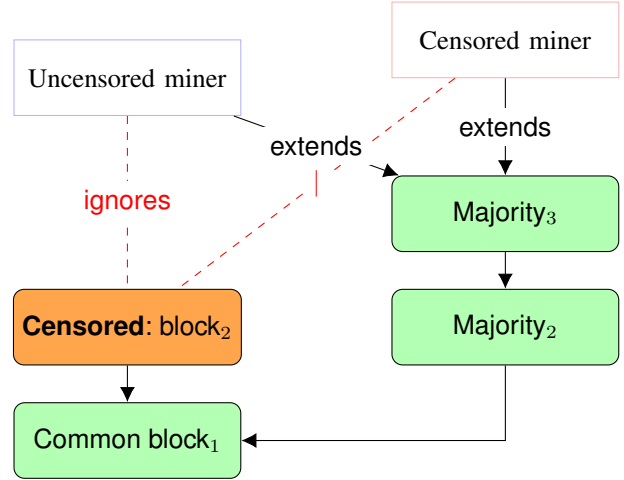 Censored miner
Uncensored miner
extends
extends
ignores
Majority₃
Censored: block₂
Majority₂
Common block₁